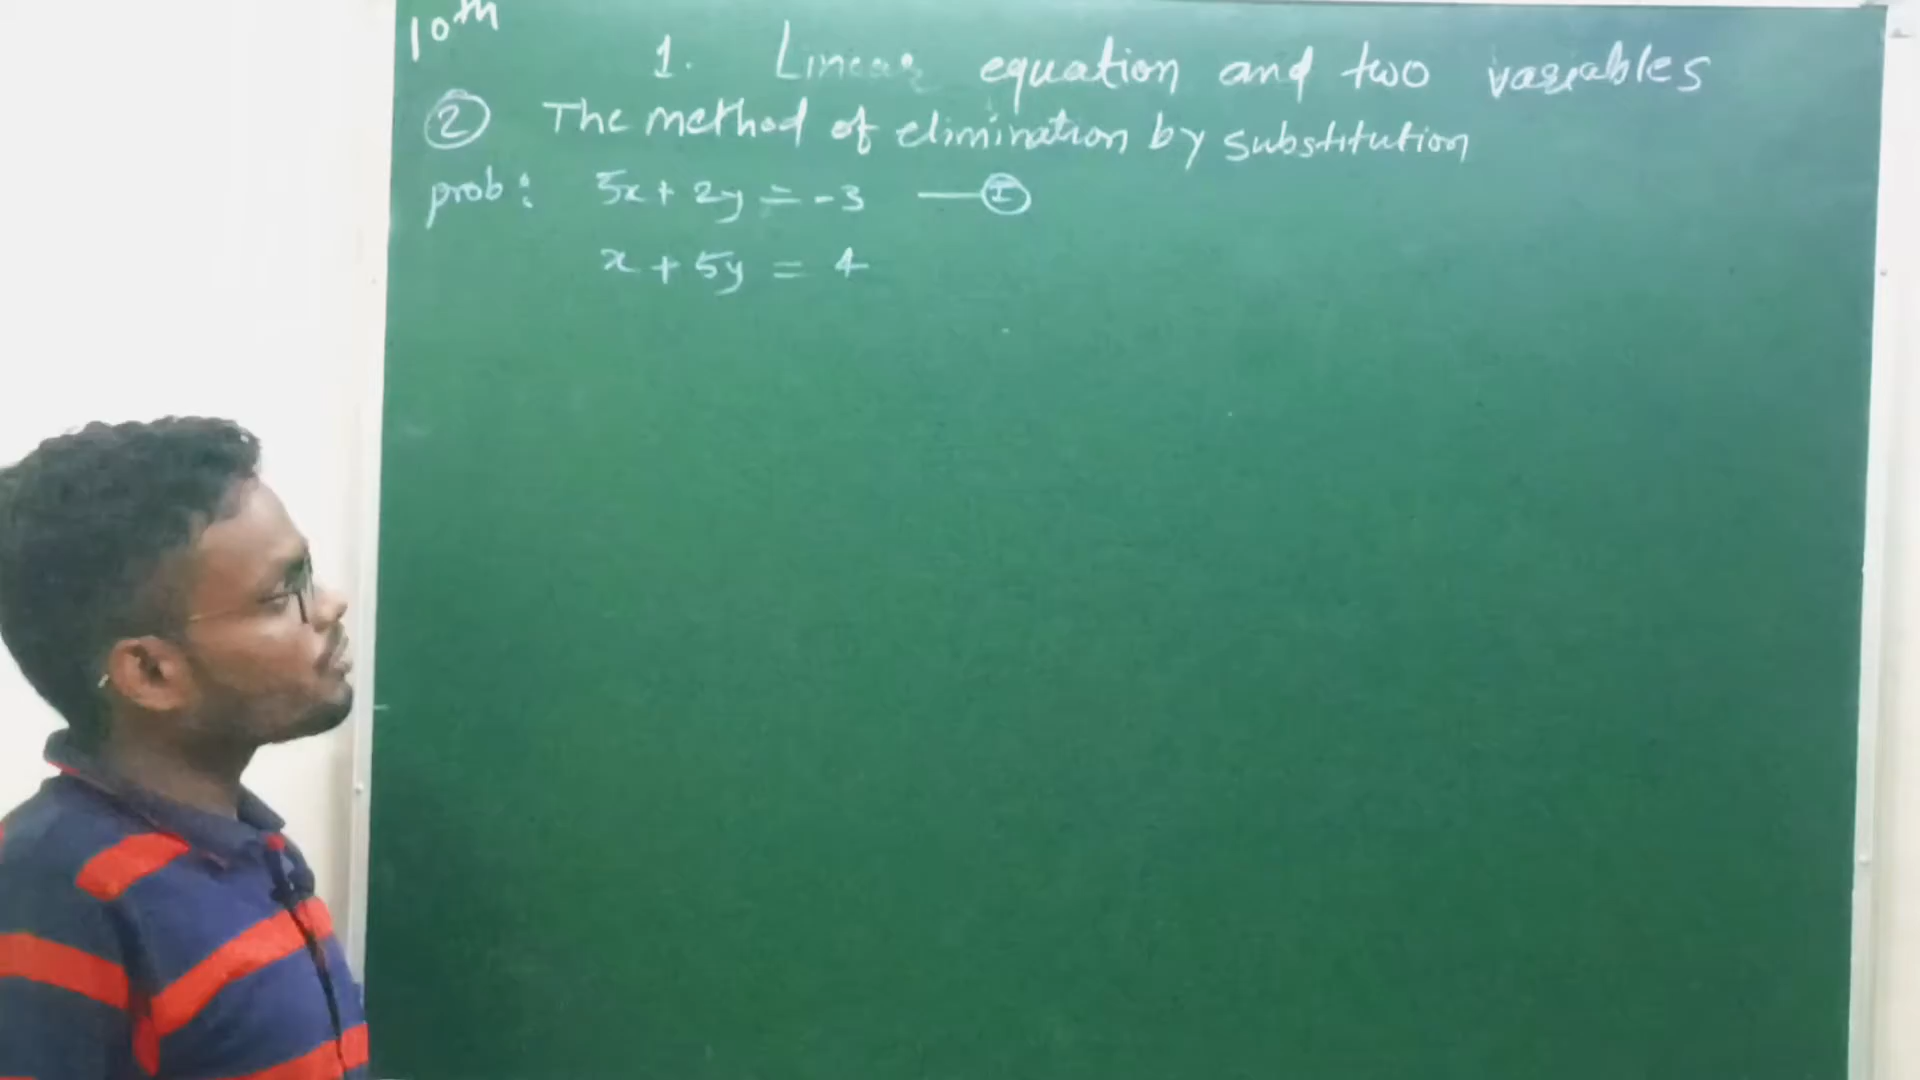 10th
1. Linear equation and two variables
② The method of elimination by substitution
prob: 5x + 2y = -3 — Ⓘ
x + 5y = 4